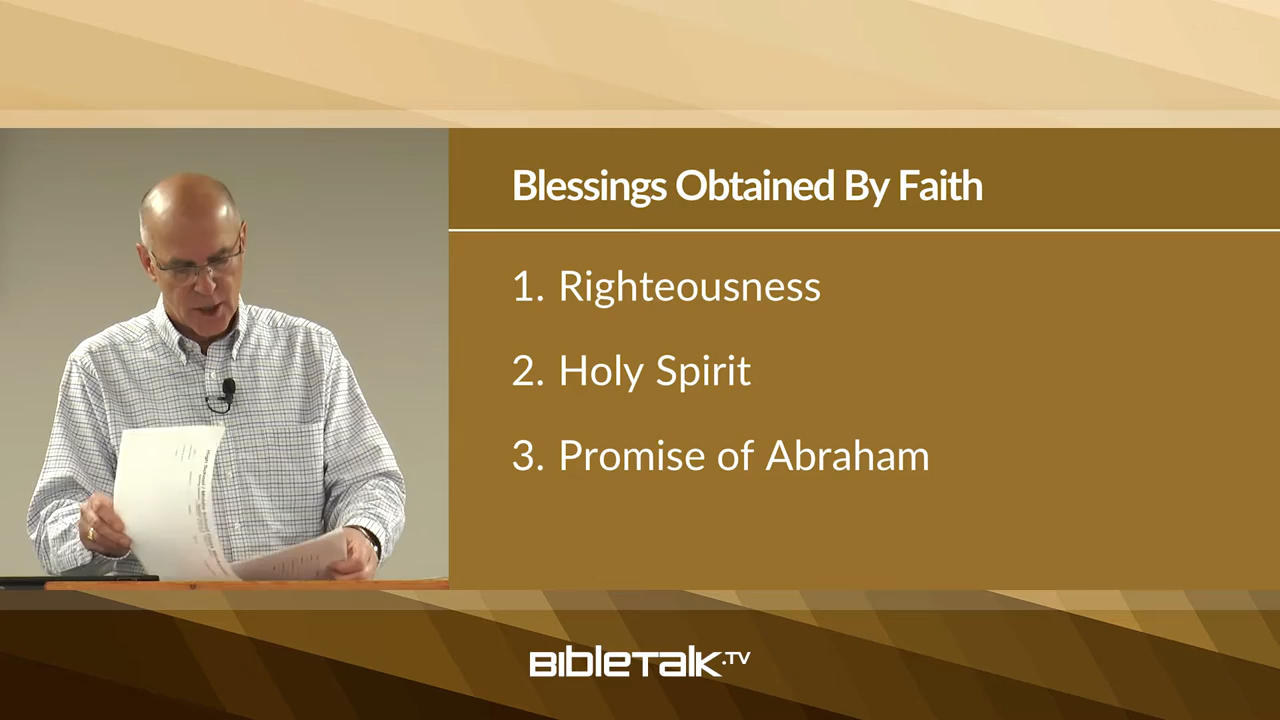 Blessings Obtained By Faith
1. Righteousness
2. Holy Spirit
3. Promise of Abraham
BIBLETALK.TV